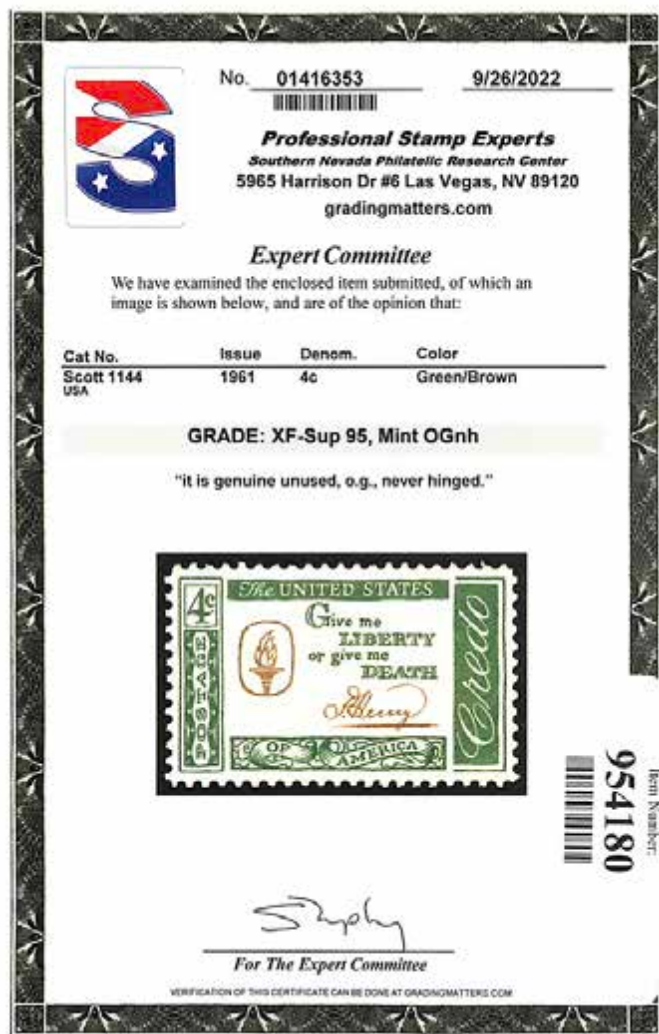 No. 01416353 9/26/2022
Professional Stamp Experts
Southern Nevada Philatelic Research Center
5965 Harrison Dr #6 Las Vegas, NV 89120
gradingmatters.com
Expert Committee
We have examined the enclosed item submitted, of which an
image is shown below, and are of the opinion that:
Cat No. Issue Denom. Color
Scott 1144 1961 4c Green/Brown
USA
GRADE: XF-Sup 95, Mint OGnh
"it is genuine unused, o.g., never hinged."
4c
POSTAGE
The UNITED STATES
Give me
LIBERTY
or give me
DEATH
P Henry
OF AMERICA
Credo
Item Number:
954180
For The Expert Committee
VERIFICATION OF THIS CERTIFICATE CAN BE DONE AT GRADINGMATTERS.COM